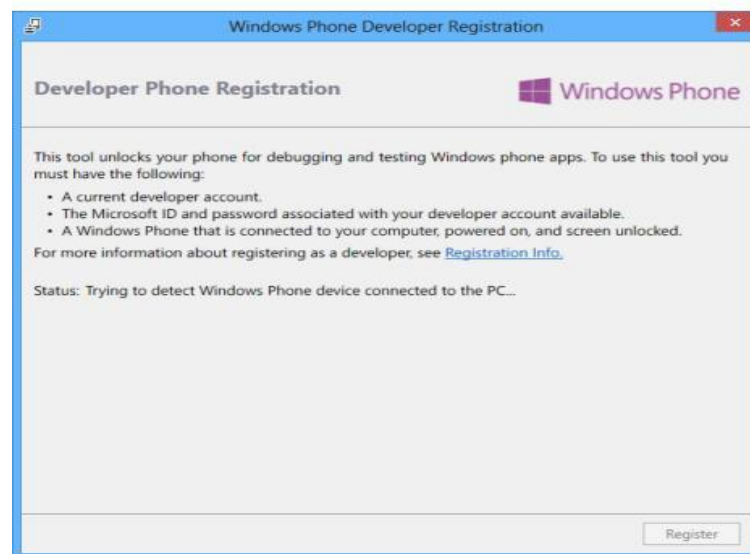 Windows Phone Developer Registration
Developer Phone Registration
Windows Phone
This tool unlocks your phone for debugging and testing Windows phone apps. To use this tool you
must have the following:
• A current developer account.
• The Microsoft ID and password associated with your developer account available.
• A Windows Phone that is connected to your computer, powered on, and screen unlocked.
For more information about registering as a developer, see Registration Info.
Status: Trying to detect Windows Phone device connected to the PC...
Register